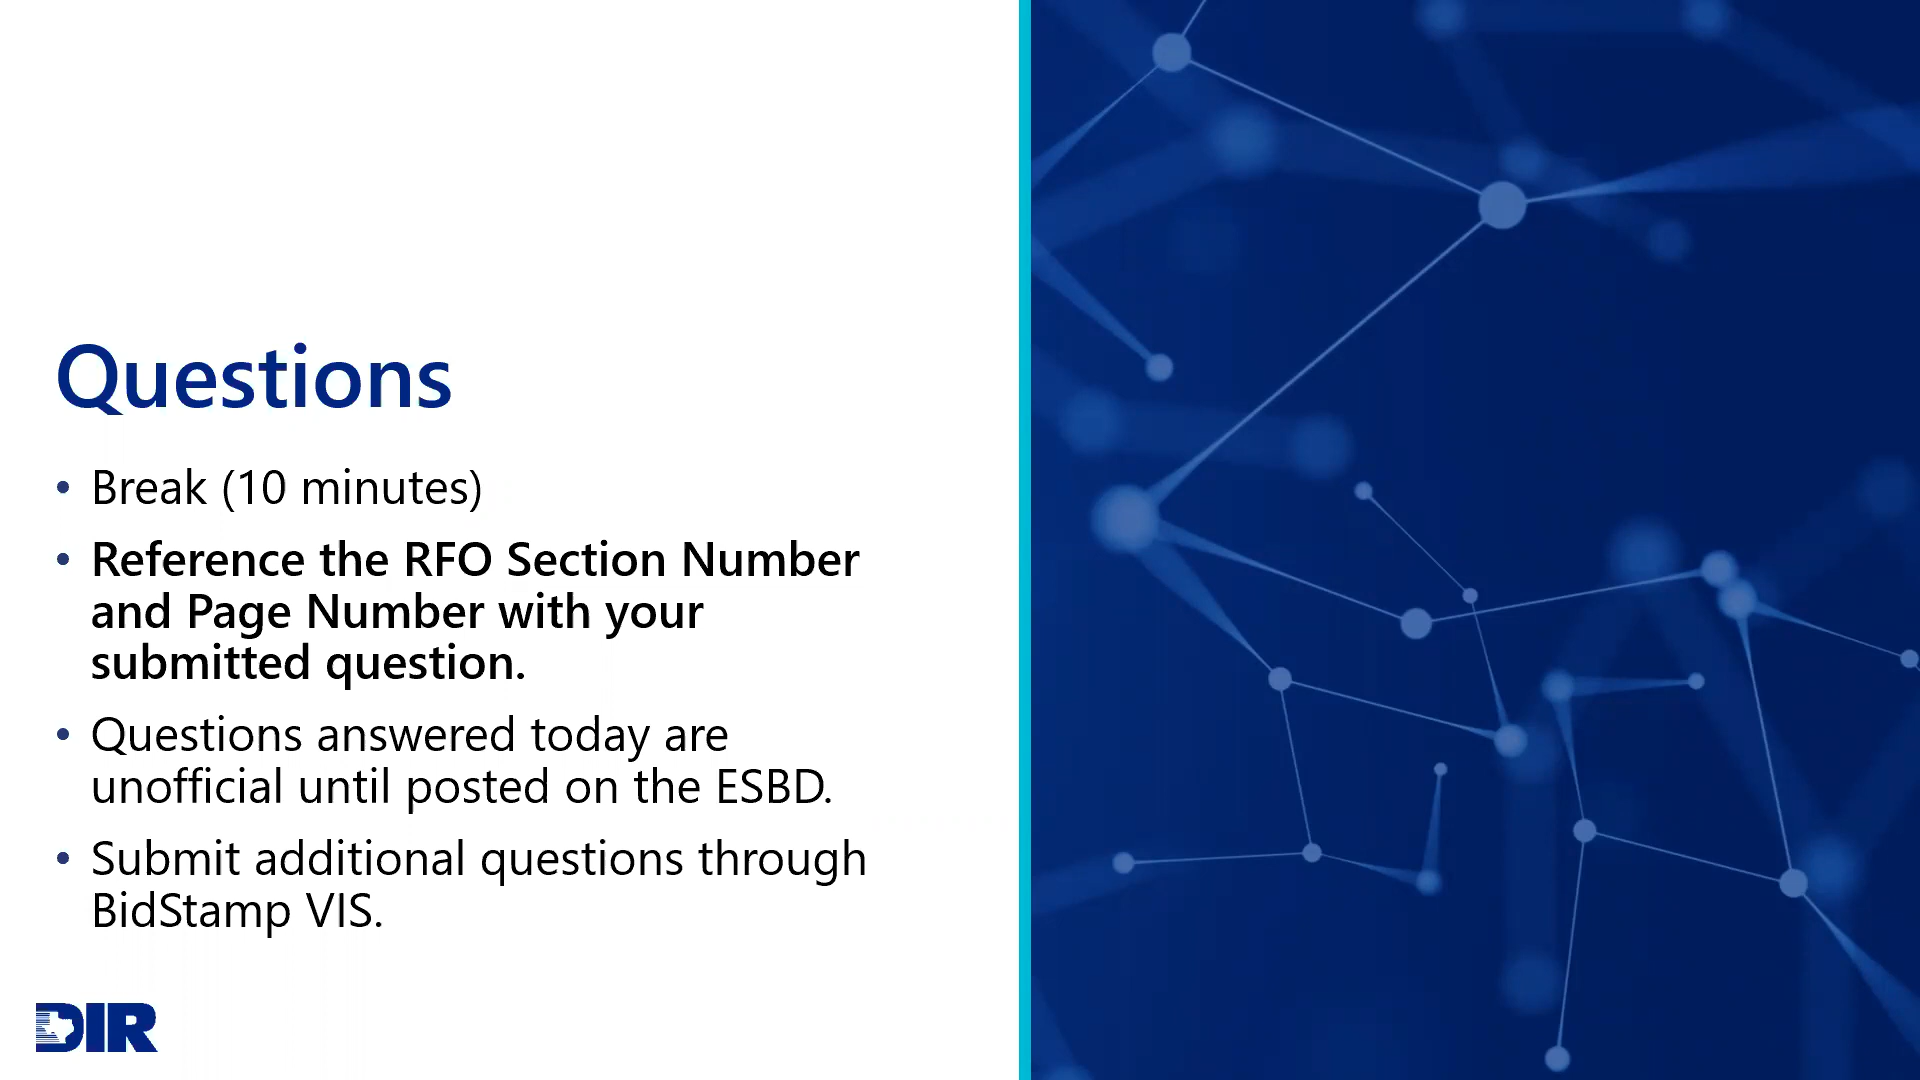 Questions
• Break (10 minutes)
• Reference the RFO Section Number
and Page Number with your
submitted question.
• Questions answered today are
unofficial until posted on the ESBD.
• Submit additional questions through
BidStamp VIS.
DIR